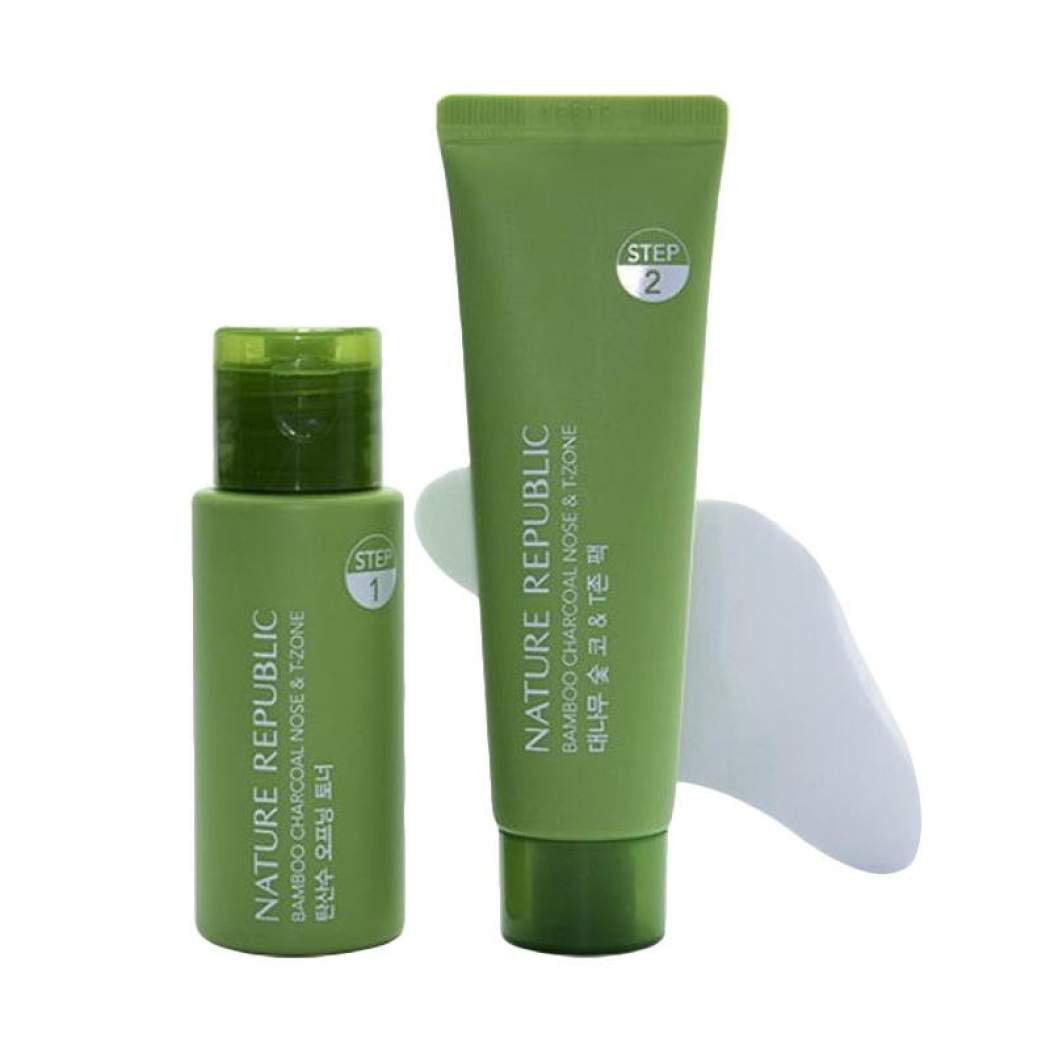 STEP
1
NATURE REPUBLIC
BAMBOO CHARCOAL NOSE & T-ZONE
탄산수 오프닝 토너
STEP
2
NATURE REPUBLIC
BAMBOO CHARCOAL NOSE & T-ZONE
대나무 숯 코 & T존 팩